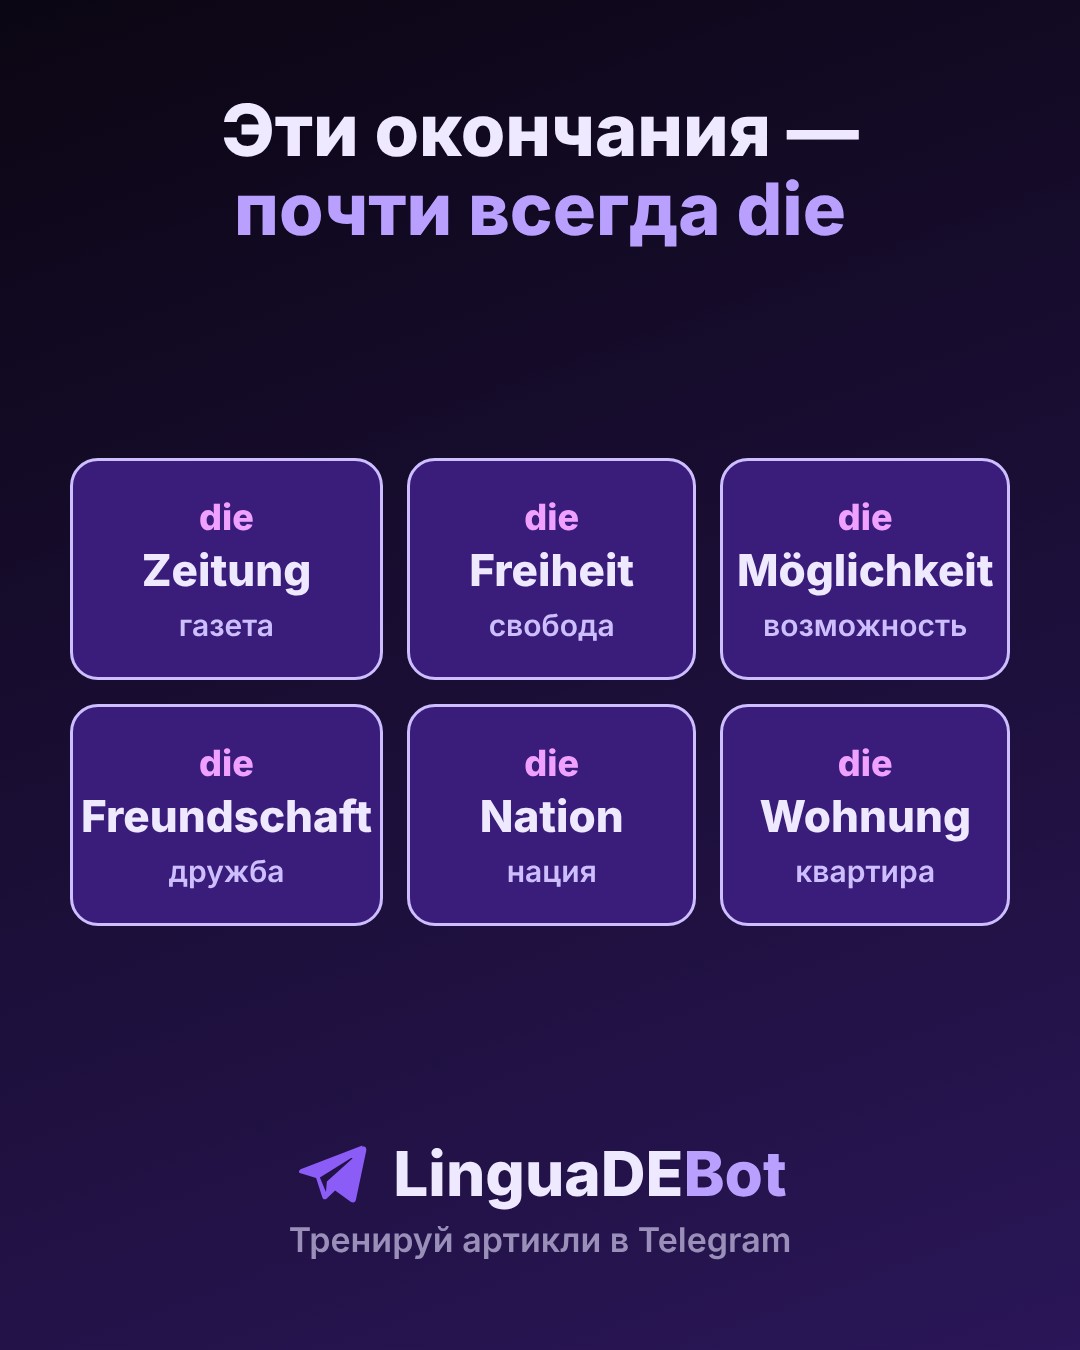 Эти окончания —
почти всегда die
die
Zeitung
газета
die
Freiheit
свобода
die
Möglichkeit
возможность
die
Freundschaft
дружба
die
Nation
нация
die
Wohnung
квартира
LinguaDEBot
Тренируй артикли в Telegram